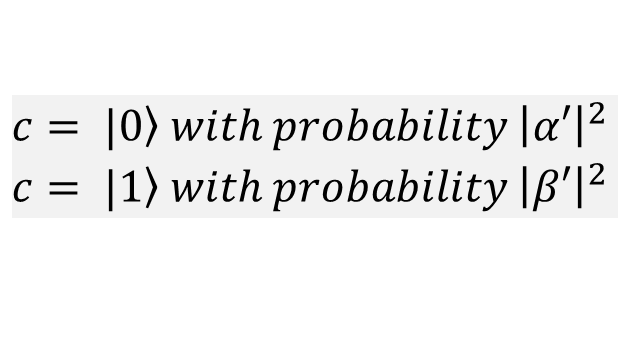 c = |0⟩ with probability |α′|²
c = |1⟩ with probability |β′|²